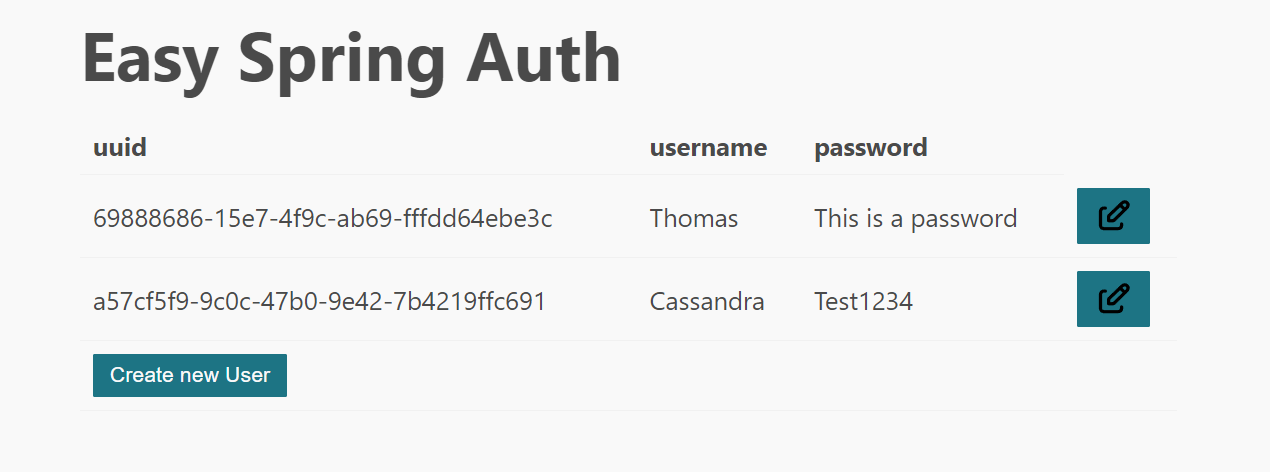 Easy Spring Auth
uuid username password
69888686-15e7-4f9c-ab69-fffdd64ebe3c Thomas This is a password
a57cf5f9-9c0c-47b0-9e42-7b4219ffc691 Cassandra Test1234
Create new User